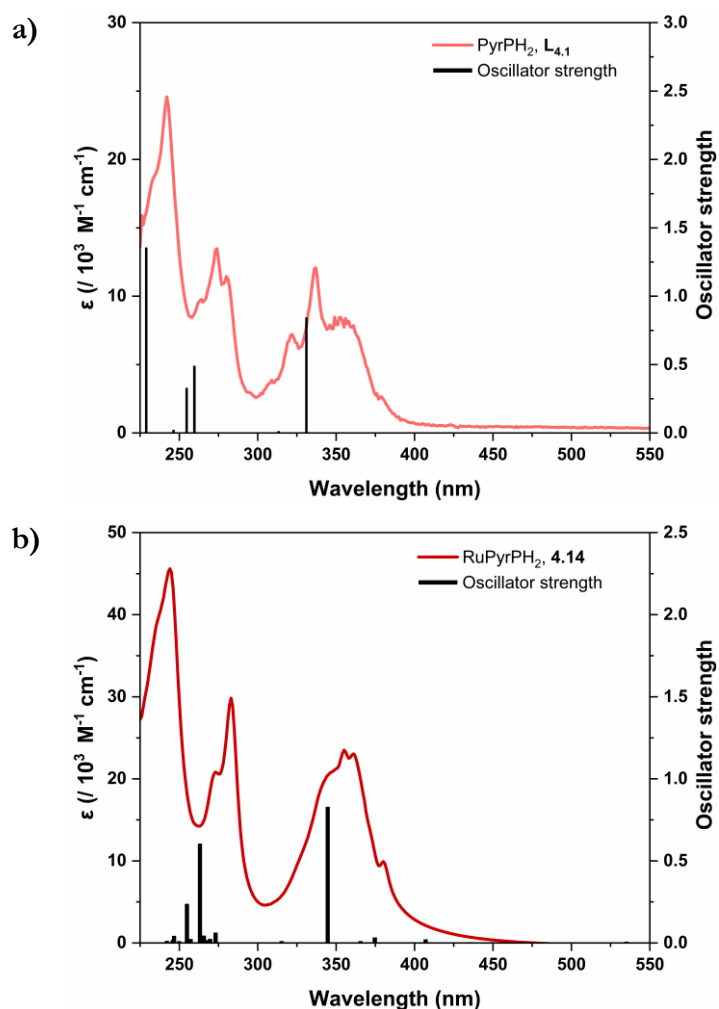 a)
30
20
10
0
ε (/ 10³ M⁻¹ cm⁻¹)
PyrPH₂, L₄.₁
Oscillator strength
3.0
2.5
2.0
1.5
1.0
0.5
0.0
Oscillator strength
250 300 350 400 450 500 550
Wavelength (nm)
b)
50
40
30
20
10
0
ε (/ 10³ M⁻¹ cm⁻¹)
RuPyrPH₂, 4.14
Oscillator strength
2.5
2.0
1.5
1.0
0.5
0.0
Oscillator strength
250 300 350 400 450 500 550
Wavelength (nm)